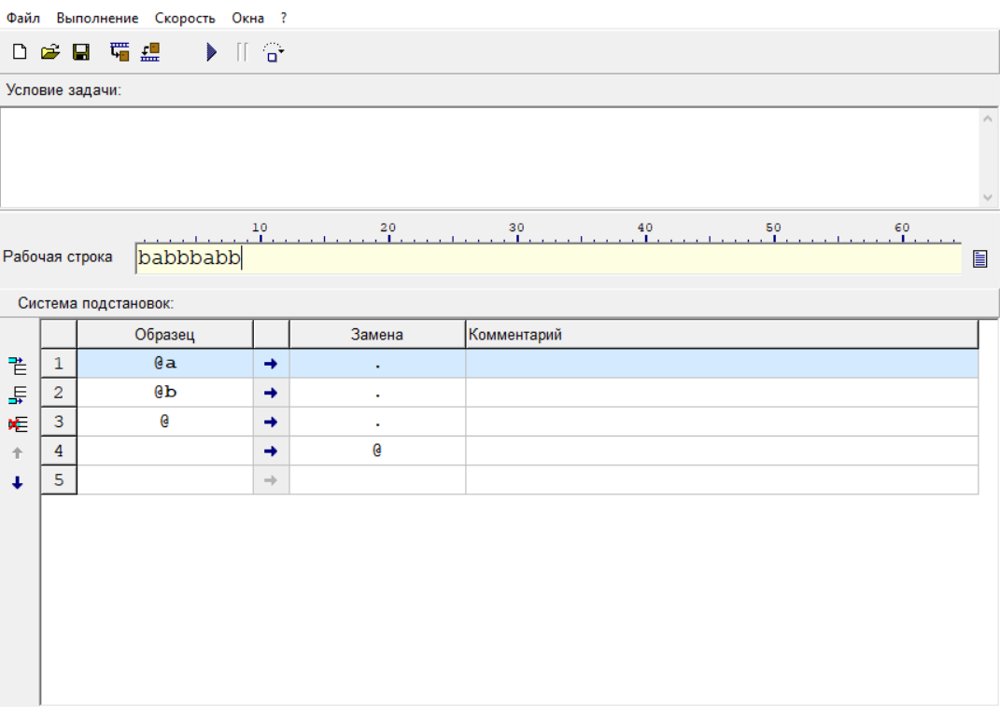 Файл Выполнение Скорость Окна ?
Условие задачи:
10 20 30 40 50 60
Рабочая строка babbbabb
Система подстановок:
Образец Замена Комментарий
1 @a → .
2 @b → .
3 @ → .
4 → @
5 →